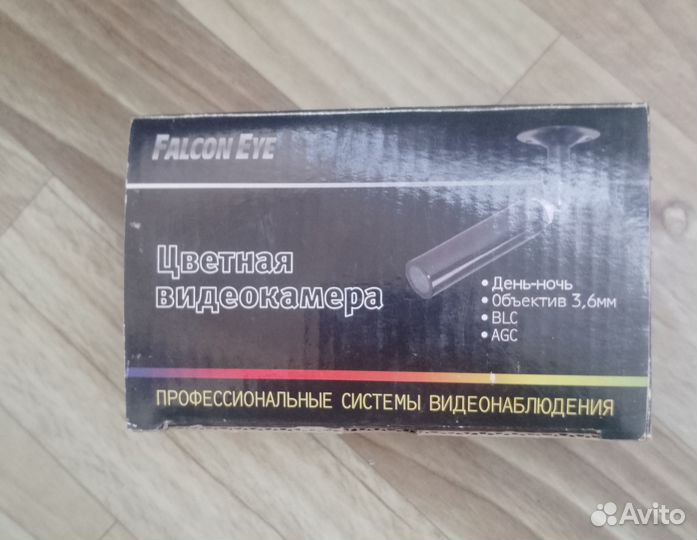 FALCON EYE
Цветная
видеокамера
• День-ночь
• Объектив 3,6мм
• BLC
• AGC
ПРОФЕССИОНАЛЬНЫЕ СИСТЕМЫ ВИДЕОНАБЛЮДЕНИЯ
Avito